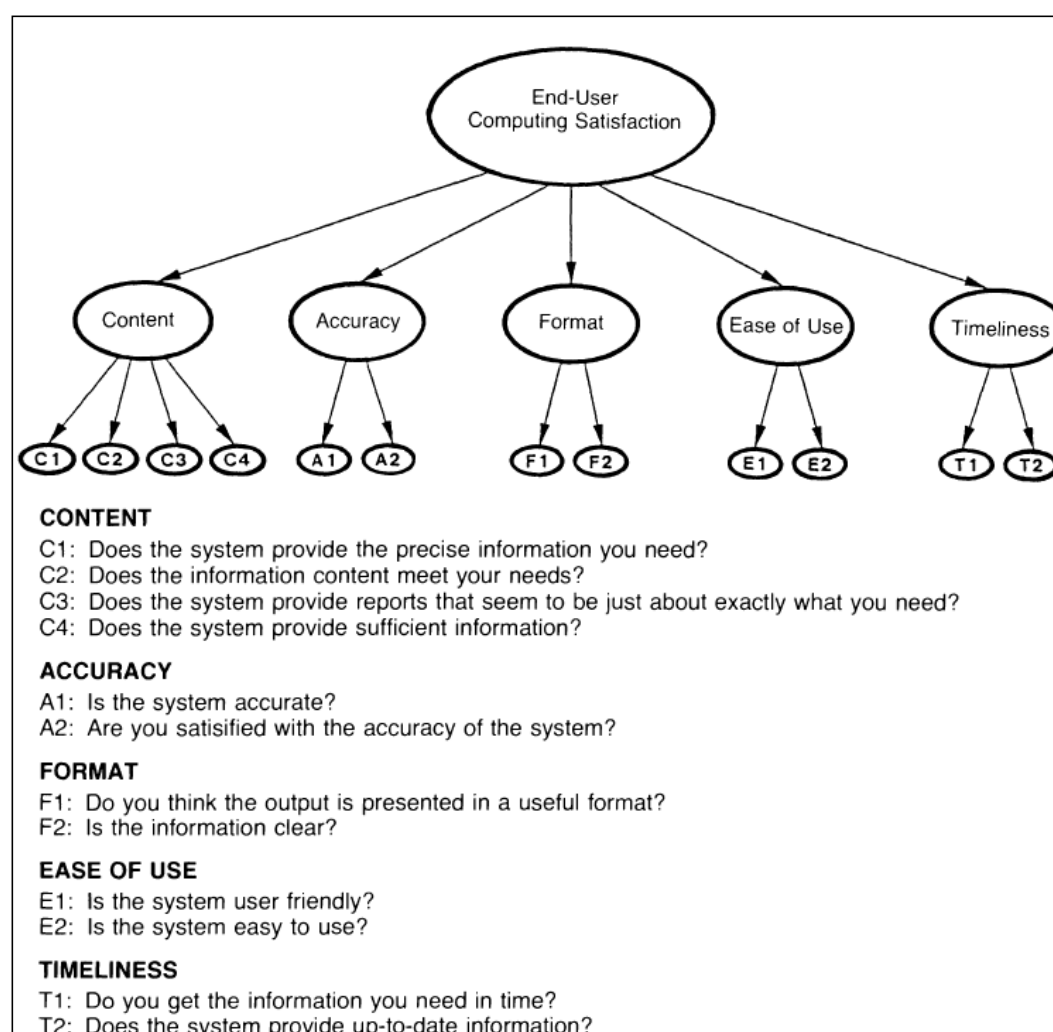 End-User
Computing Satisfaction
Content
Accuracy
Format
Ease of Use
Timeliness
C1 C2 C3 C4 A1 A2 F1 F2 E1 E2 T1 T2
CONTENT
C1: Does the system provide the precise information you need?
C2: Does the information content meet your needs?
C3: Does the system provide reports that seem to be just about exactly what you need?
C4: Does the system provide sufficient information?
ACCURACY
A1: Is the system accurate?
A2: Are you satisified with the accuracy of the system?
FORMAT
F1: Do you think the output is presented in a useful format?
F2: Is the information clear?
EASE OF USE
E1: Is the system user friendly?
E2: Is the system easy to use?
TIMELINESS
T1: Do you get the information you need in time?
T2: Does the system provide up-to-date information?